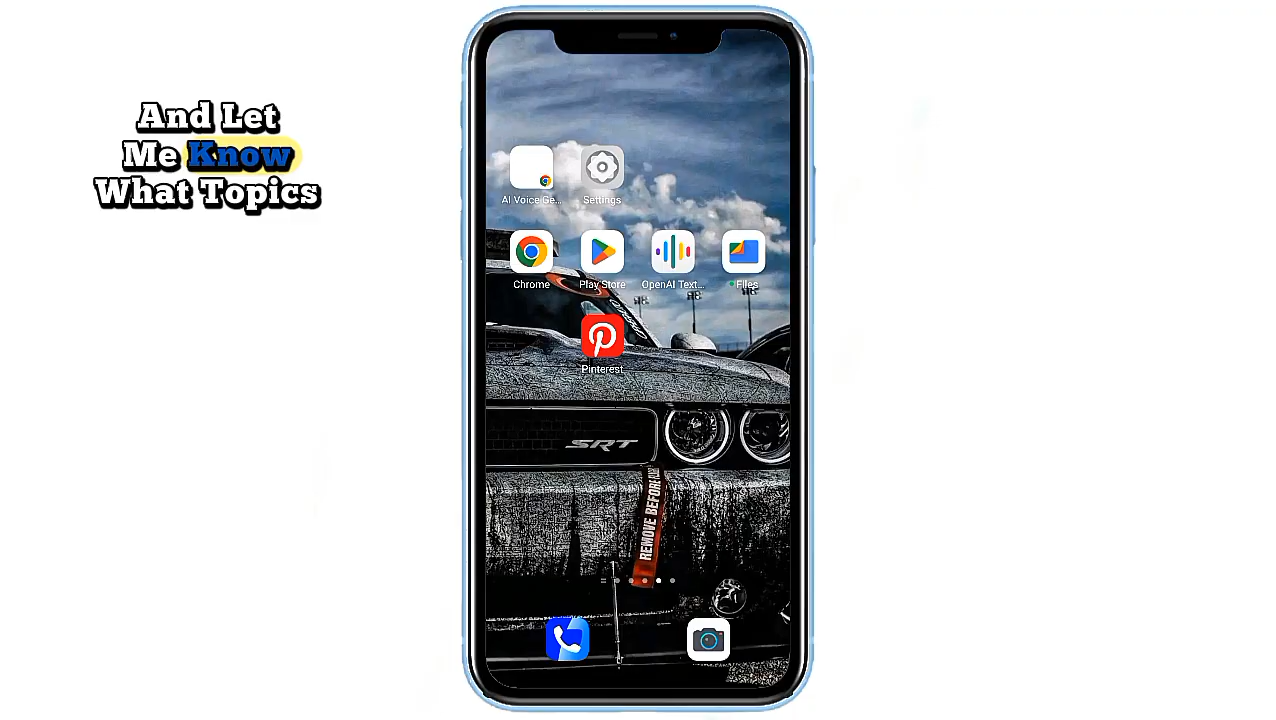 And Let
Me Know
What Topics
AI Voice Ge...
Settings
Chrome
Play Store
OpenAI Text...
Files
Pinterest
SRT
REMOVE BEFORE